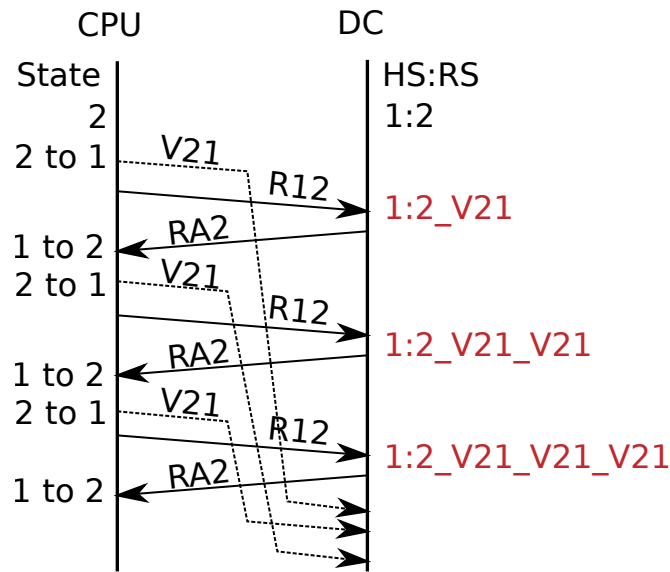 CPU DC
State HS:RS
2 1:2
2 to 1 V21
R12 1:2_V21
1 to 2 RA2
2 to 1 V21
R12 1:2_V21_V21
1 to 2 RA2
2 to 1 V21
R12 1:2_V21_V21_V21
1 to 2 RA2